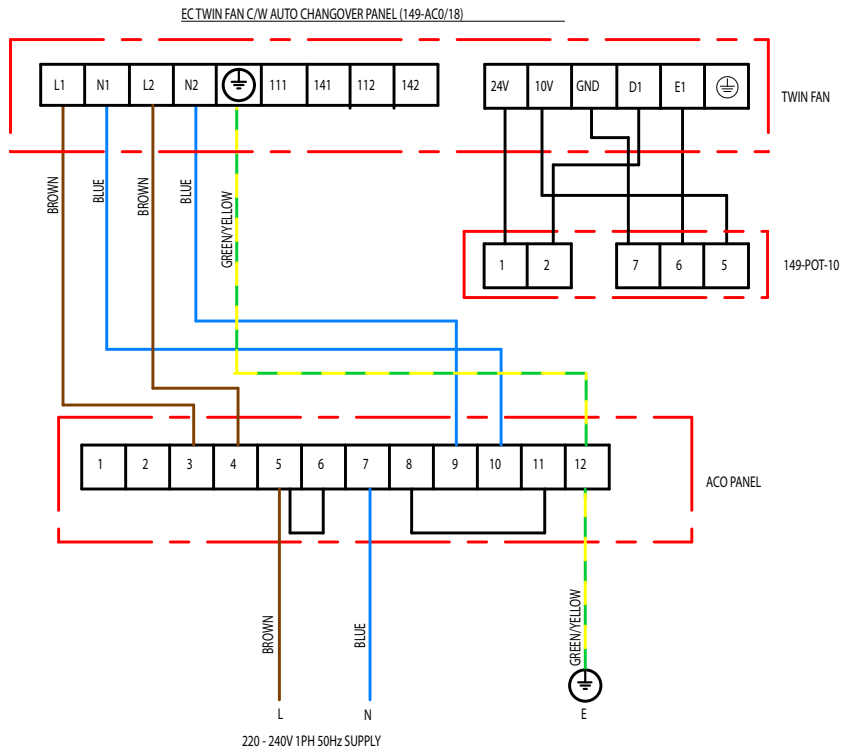 EC TWIN FAN C/W AUTO CHANGOVER PANEL (149-AC0/18)
L1 N1 L2 N2 111 141 112 142
24V 10V GND D1 E1
TWIN FAN
BROWN
BLUE
BROWN
BLUE
GREEN/YELLOW
1 2 7 6 5
149-POT-10
1 2 3 4 5 6 7 8 9 10 11 12
ACO PANEL
BROWN
BLUE
GREEN/YELLOW
L N E
220 - 240V 1PH 50Hz SUPPLY